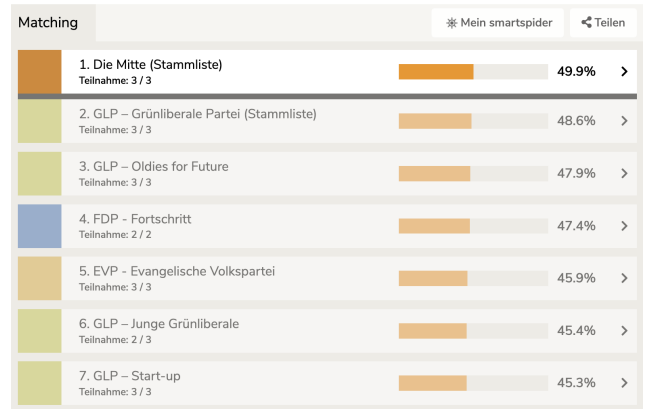 Matching
Mein smartspider
Teilen
1. Die Mitte (Stammliste)
Teilnahme: 3 / 3
49.9%
2. GLP – Grünliberale Partei (Stammliste)
Teilnahme: 3 / 3
48.6%
3. GLP – Oldies for Future
Teilnahme: 3 / 3
47.9%
4. FDP - Fortschritt
Teilnahme: 2 / 2
47.4%
5. EVP - Evangelische Volkspartei
Teilnahme: 3 / 3
45.9%
6. GLP – Junge Grünliberale
Teilnahme: 2 / 3
45.4%
7. GLP – Start-up
Teilnahme: 3 / 3
45.3%